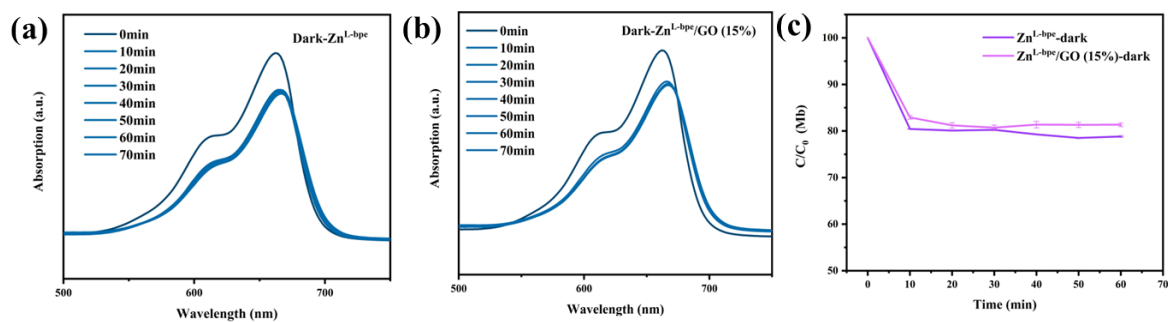 (a)
Dark-Zn^L-bpe
0min
10min
20min
30min
40min
50min
60min
70min
Absorption (a.u.)
500 600 700
Wavelength (nm)
(b)
Dark-Zn^L-bpe/GO (15%)
0min
10min
20min
30min
40min
50min
60min
70min
Absorption (a.u.)
500 600 700
Wavelength (nm)
(c)
Zn^L-bpe-dark
Zn^L-bpe/GO (15%)-dark
100
90
80
70
60
50
C/C₀ (Mb)
0 10 20 30 40 50 60 70
Time (min)